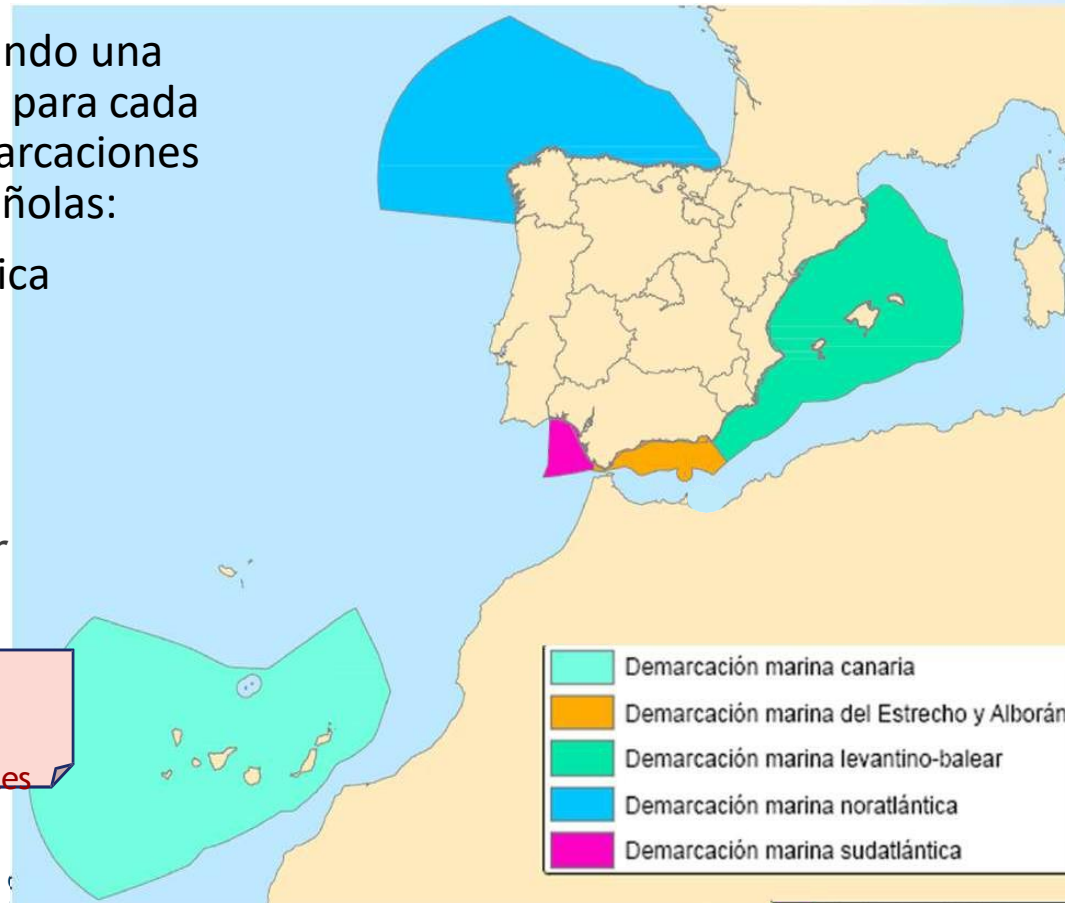 ndo una
para cada
arcaciones
ñolas:
ica
r
es
Demarcación marina canaria
Demarcación marina del Estrecho y Alborán
Demarcación marina levantino-balear
Demarcación marina noratlántica
Demarcación marina sudatlántica